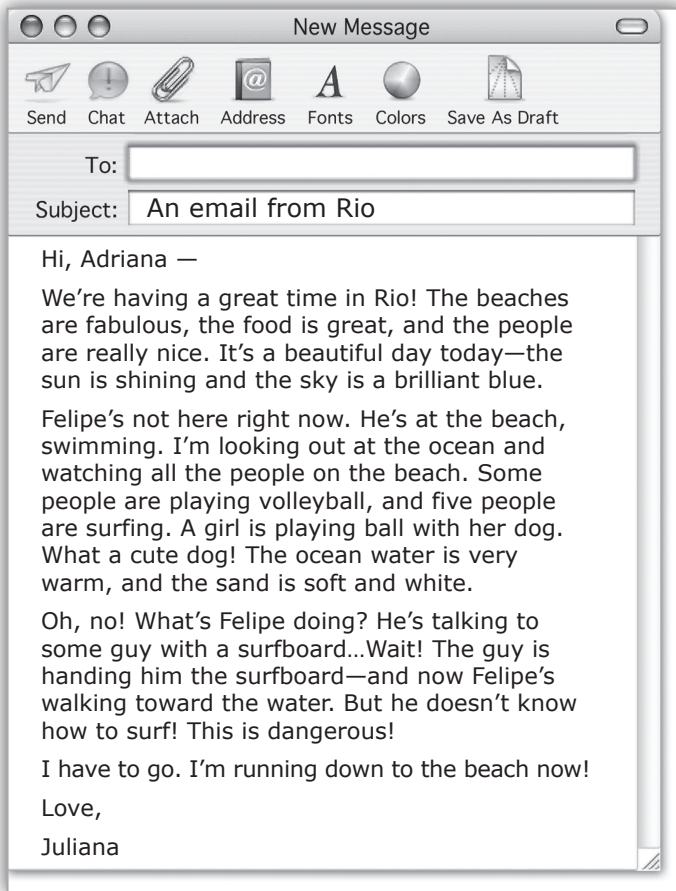 New Message
Send Chat Attach Address Fonts Colors Save As Draft
To:
Subject: An email from Rio
Hi, Adriana —
We’re having a great time in Rio! The beaches
are fabulous, the food is great, and the people
are really nice. It’s a beautiful day today—the
sun is shining and the sky is a brilliant blue.
Felipe’s not here right now. He’s at the beach,
swimming. I’m looking out at the ocean and
watching all the people on the beach. Some
people are playing volleyball, and five people
are surfing. A girl is playing ball with her dog.
What a cute dog! The ocean water is very
warm, and the sand is soft and white.
Oh, no! What’s Felipe doing? He’s talking to
some guy with a surfboard…Wait! The guy is
handing him the surfboard—and now Felipe’s
walking toward the water. But he doesn’t know
how to surf! This is dangerous!
I have to go. I’m running down to the beach now!
Love,
Juliana